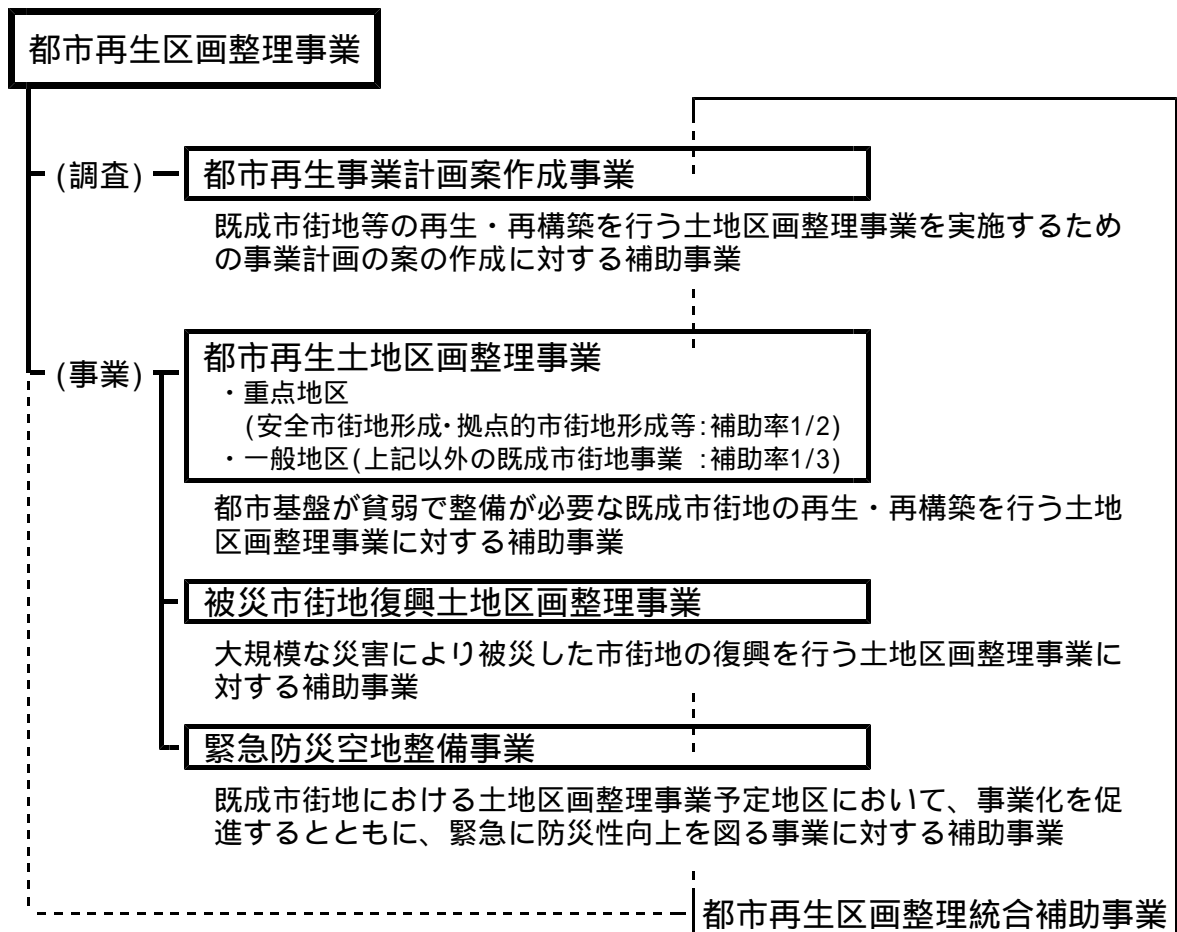 都市再生区画整理事業
(調査)
都市再生事業計画案作成事業
既成市街地等の再生・再構築を行う土地区画整理事業を実施するため
の事業計画の案の作成に対する補助事業
(事業)
都市再生土地区画整理事業
・重点地区
(安全市街地形成・拠点的市街地形成等:補助率1/2)
・一般地区(上記以外の既成市街地事業 :補助率1/3)
都市基盤が貧弱で整備が必要な既成市街地の再生・再構築を行う土地
区画整理事業に対する補助事業
被災市街地復興土地区画整理事業
大規模な災害により被災した市街地の復興を行う土地区画整理事業に
対する補助事業
緊急防災空地整備事業
既成市街地における土地区画整理事業予定地区において、事業化を促
進するとともに、緊急に防災性向上を図る事業に対する補助事業
都市再生区画整理統合補助事業